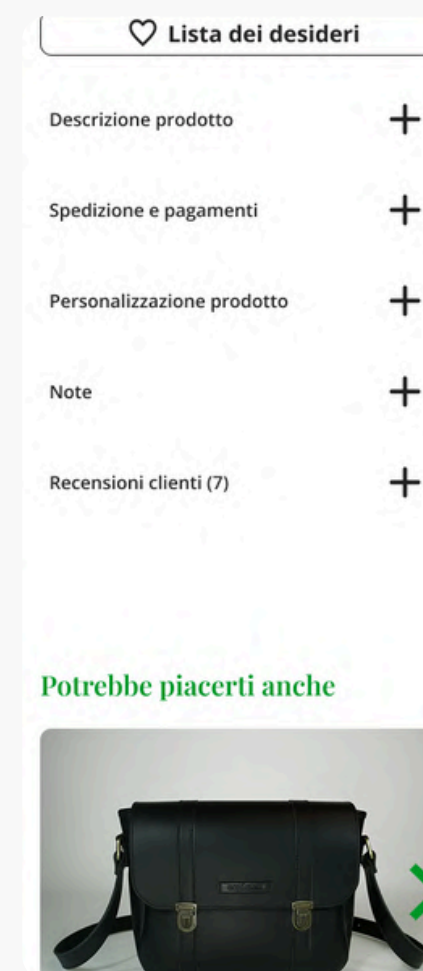 Lista dei desideri
Descrizione prodotto
Spedizione e pagamenti
Personalizzazione prodotto
Note
Recensioni clienti (7)
Potrebbe piacerti anche